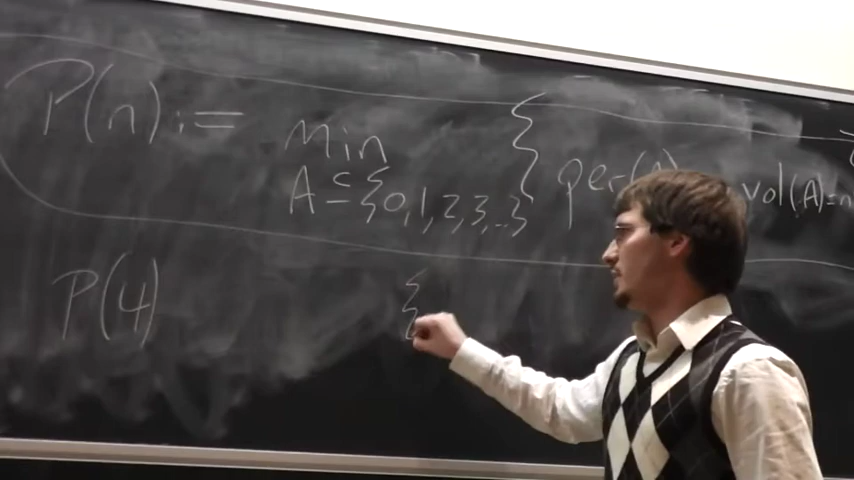 P(n) := min { per(A) vol(A)=n
A ⊆ {0,1,2,3,...}
P(4) {